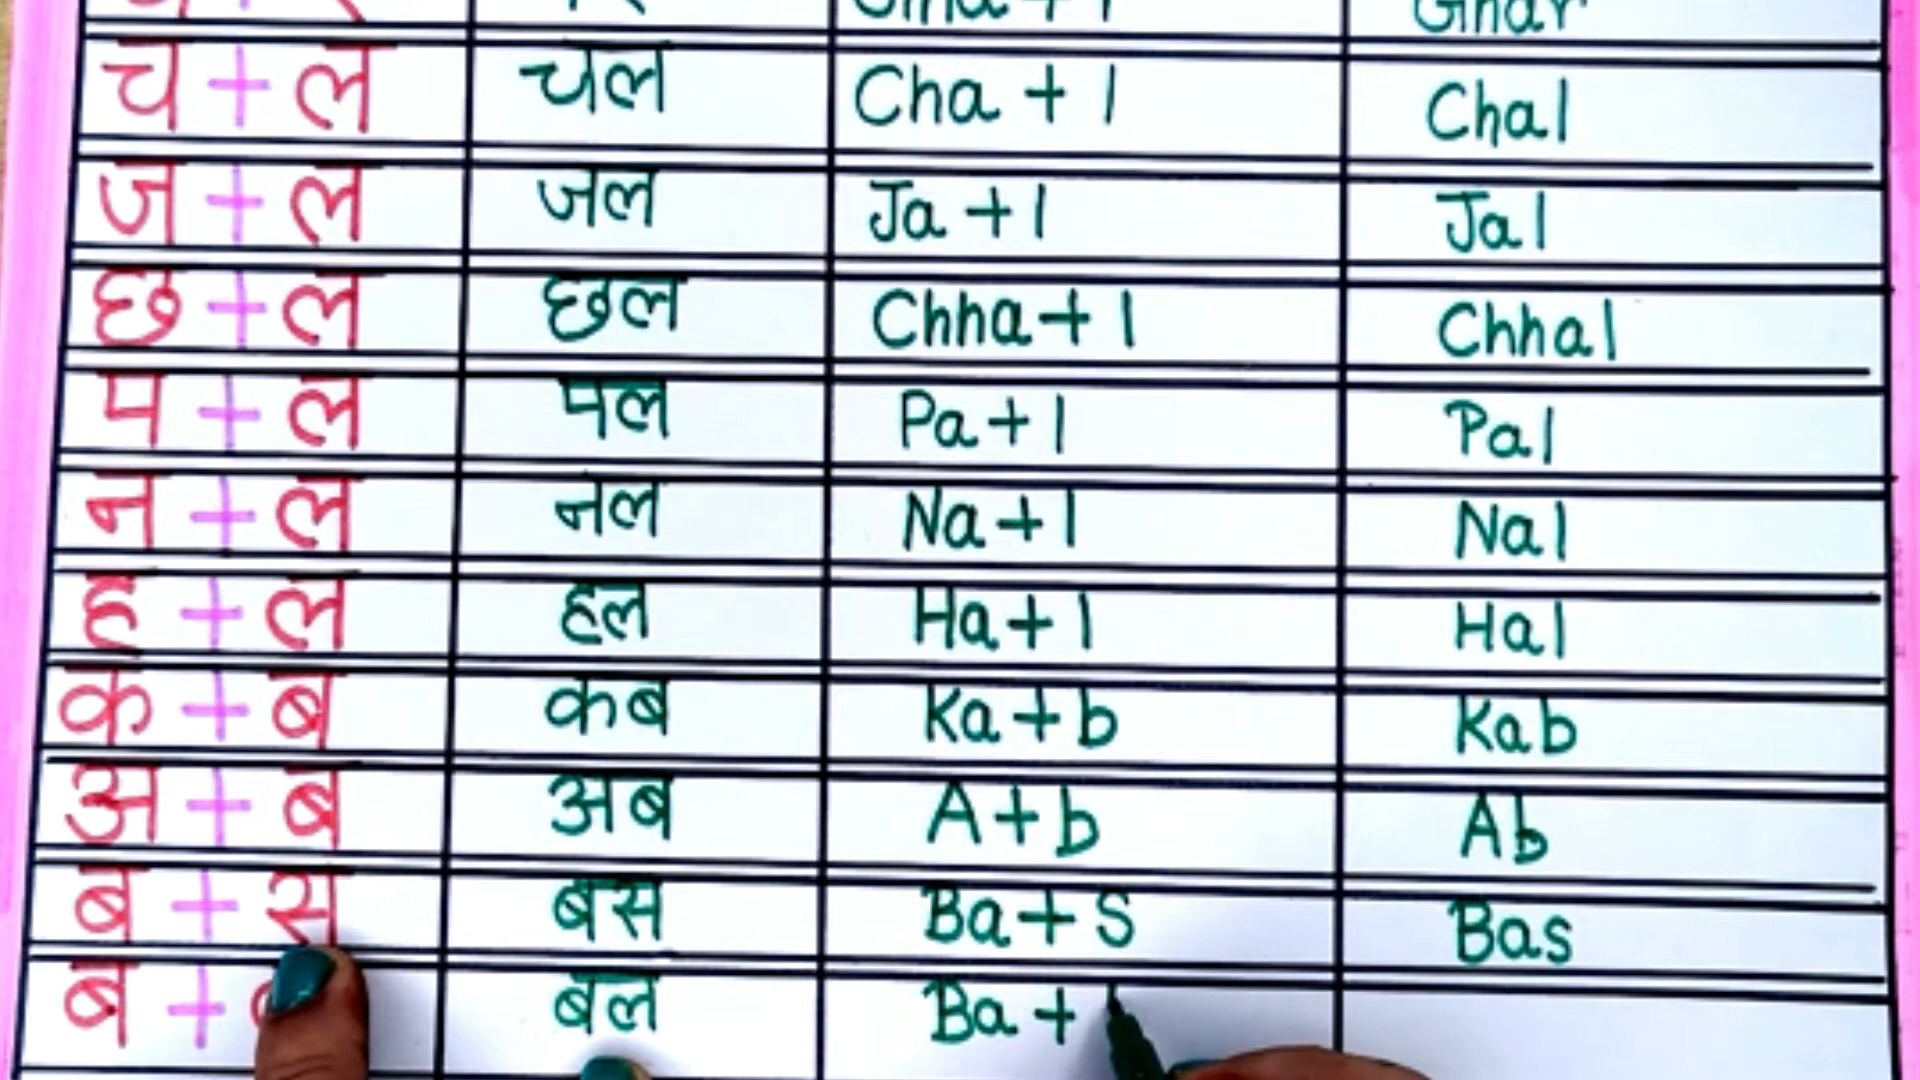 Ghar
च + ल चल Cha + l Chal
ज + ल जल Ja + l Jal
छ + ल छल Chha + l Chhal
प + ल पल Pa + l Pal
न + ल नल Na + l Nal
ह + ल हल Ha + l Hal
क + ब कब Ka + b Kab
अ + ब अब A + b Ab
ब + स बस Ba + s Bas
ब + बल Ba +